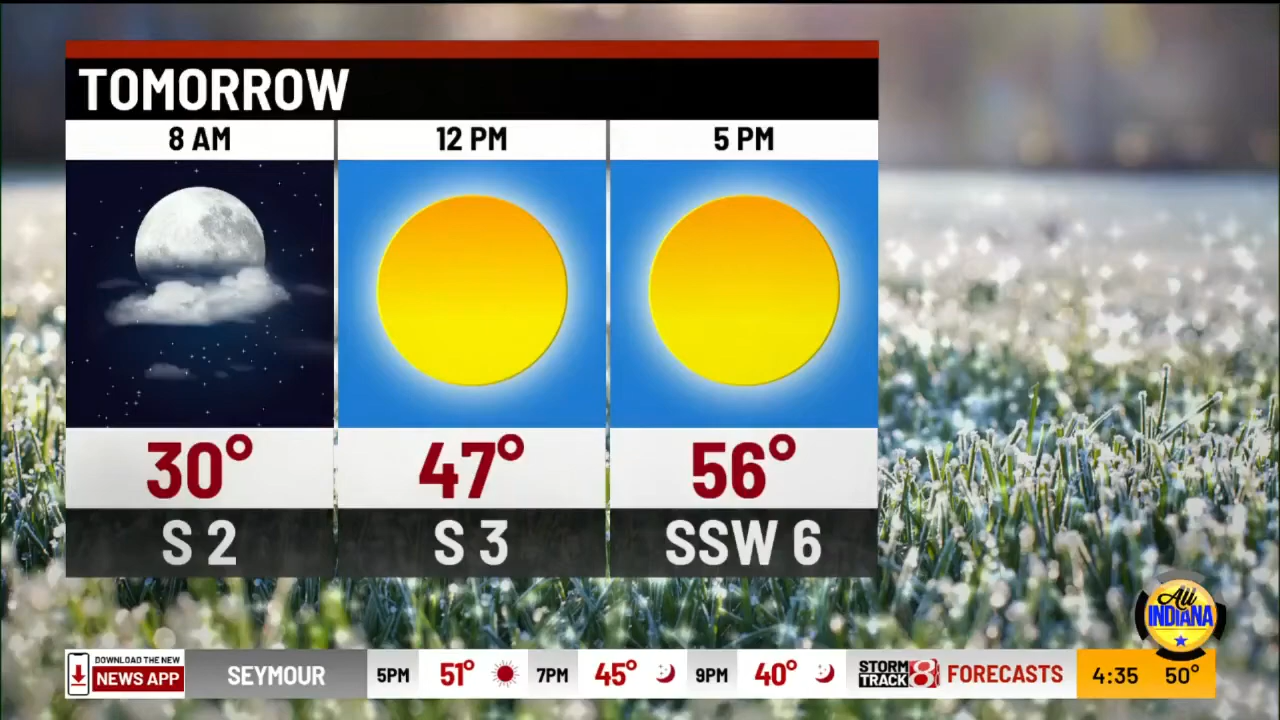 TOMORROW
8 AM
12 PM
5 PM
30°
47°
56°
S 2
S 3
SSW 6
All
INDIANA
DOWNLOAD THE NEW
NEWS APP
SEYMOUR
5PM
51°
7PM
45°
9PM
40°
STORM
TRACK
8
FORECASTS
4:35
50°